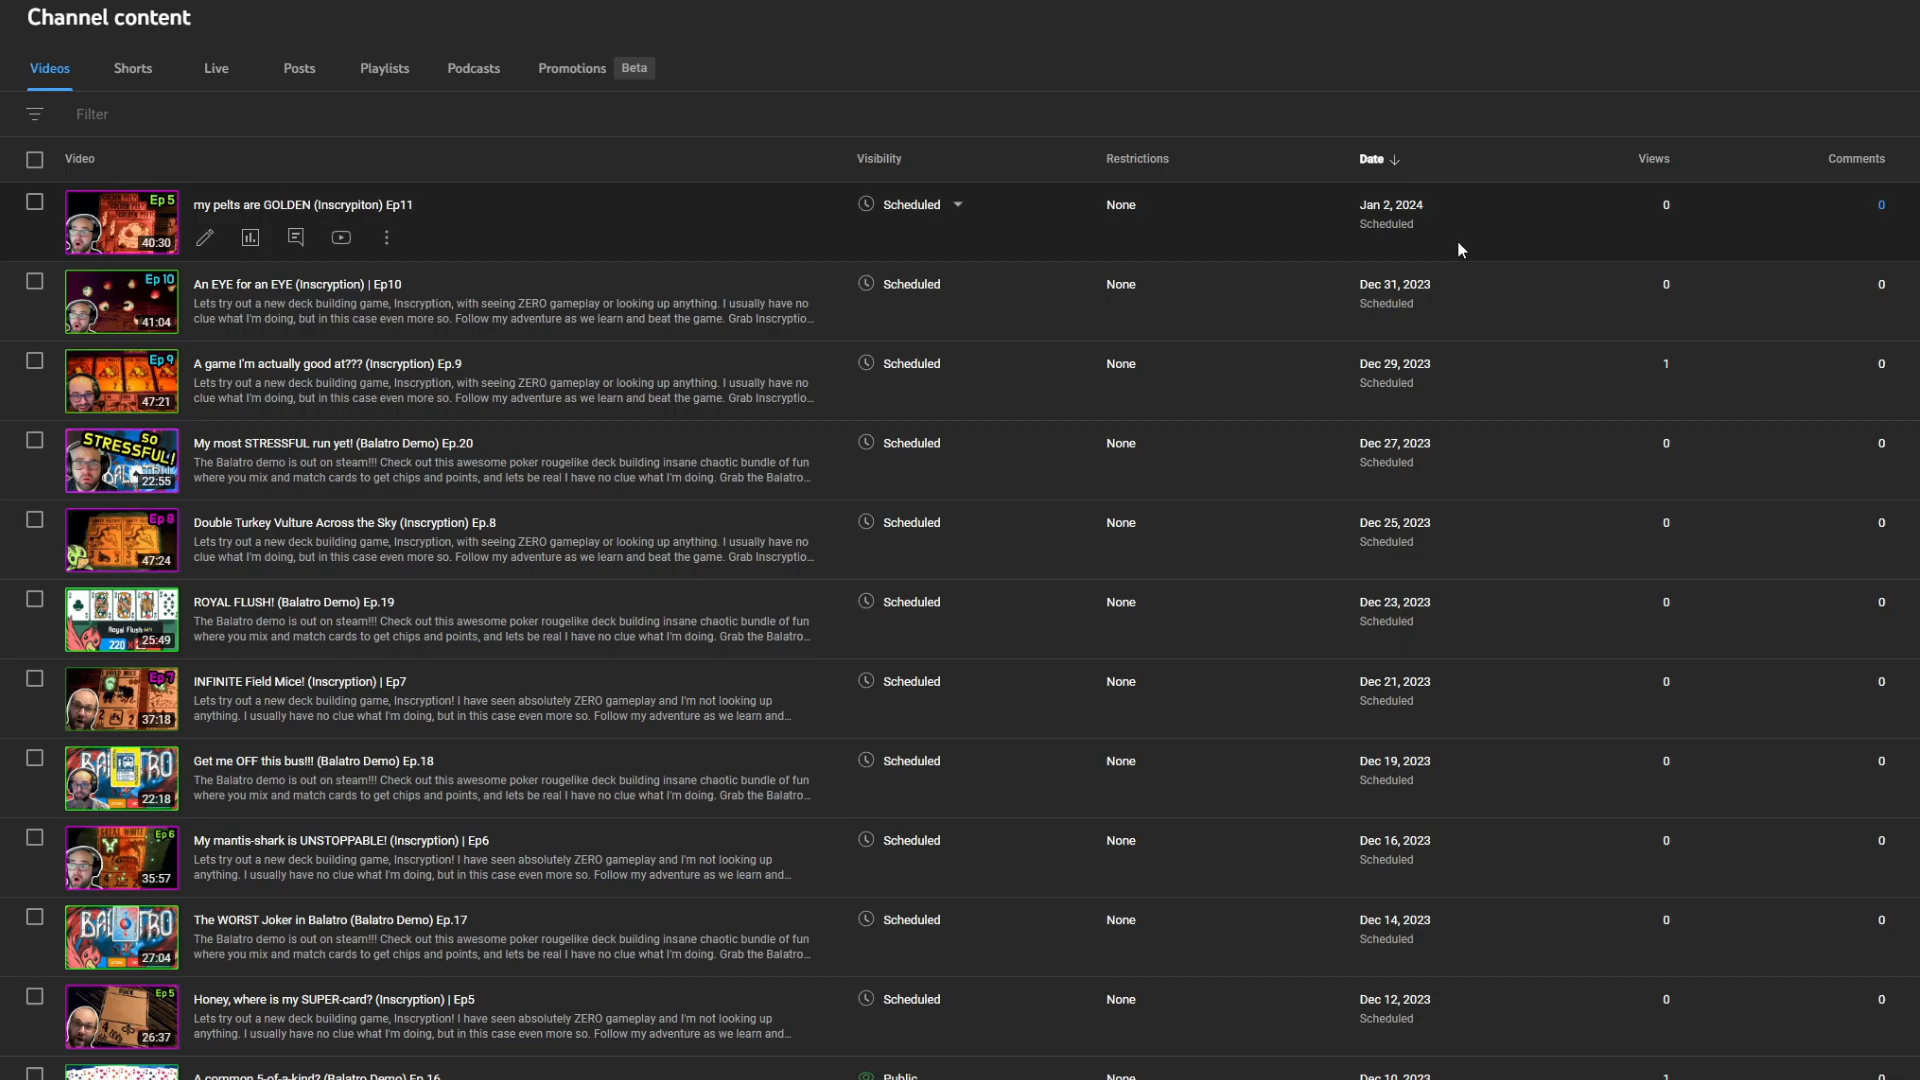 Channel content
Videos Shorts Live Posts Playlists Podcasts Promotions Beta
Filter
Video Visibility Restrictions Date Views Comments
Ep 5
40:30
my pelts are GOLDEN (Inscrypiton) Ep11
Scheduled None Jan 2, 2024 0 0
Scheduled
Ep 10
41:04
An EYE for an EYE (Inscryption) | Ep10
Lets try out a new deck building game, Inscryption, with seeing ZERO gameplay or looking up anything. I usually have no
clue what I'm doing, but in this case even more so. Follow my adventure as we learn and beat the game. Grab Inscryptio...
Scheduled None Dec 31, 2023 0 0
Scheduled
Ep 9
47:21
A game I'm actually good at??? (Inscryption) Ep.9
Lets try out a new deck building game, Inscryption, with seeing ZERO gameplay or looking up anything. I usually have no
clue what I'm doing, but in this case even more so. Follow my adventure as we learn and beat the game. Grab Inscryptio...
Scheduled None Dec 29, 2023 1 0
Scheduled
SO
STRESSFUL!
22:55
My most STRESSFUL run yet! (Balatro Demo) Ep.20
The Balatro demo is out on steam!!! Check out this awesome poker rougelike deck building insane chaotic bundle of fun
where you mix and match cards to get chips and points, and lets be real I have no clue what I'm doing. Grab the Balatro...
Scheduled None Dec 27, 2023 0 0
Scheduled
Ep 8
47:24
Double Turkey Vulture Across the Sky (Inscryption) Ep.8
Lets try out a new deck building game, Inscryption, with seeing ZERO gameplay or looking up anything. I usually have no
clue what I'm doing, but in this case even more so. Follow my adventure as we learn and beat the game. Grab Inscryptio...
Scheduled None Dec 25, 2023 0 0
Scheduled
Royal Flush
220
25:49
ROYAL FLUSH! (Balatro Demo) Ep.19
The Balatro demo is out on steam!!! Check out this awesome poker rougelike deck building insane chaotic bundle of fun
where you mix and match cards to get chips and points, and lets be real I have no clue what I'm doing. Grab the Balatro...
Scheduled None Dec 23, 2023 0 0
Scheduled
Ep 7
37:18
INFINITE Field Mice! (Inscryption) | Ep7
Lets try out a new deck building game, Inscryption! I have seen absolutely ZERO gameplay and I'm not looking up
anything. I usually have no clue what I'm doing, but in this case even more so. Follow my adventure as we learn and...
Scheduled None Dec 21, 2023 0 0
Scheduled
22:18
Get me OFF this bus!!! (Balatro Demo) Ep.18
The Balatro demo is out on steam!!! Check out this awesome poker rougelike deck building insane chaotic bundle of fun
where you mix and match cards to get chips and points, and lets be real I have no clue what I'm doing. Grab the Balatro...
Scheduled None Dec 19, 2023 0 0
Scheduled
Ep 6
35:57
My mantis-shark is UNSTOPPABLE! (Inscryption) | Ep6
Lets try out a new deck building game, Inscryption! I have seen absolutely ZERO gameplay and I'm not looking up
anything. I usually have no clue what I'm doing, but in this case even more so. Follow my adventure as we learn and...
Scheduled None Dec 16, 2023 0 0
Scheduled
27:04
The WORST Joker in Balatro (Balatro Demo) Ep.17
The Balatro demo is out on steam!!! Check out this awesome poker rougelike deck building insane chaotic bundle of fun
where you mix and match cards to get chips and points, and lets be real I have no clue what I'm doing. Grab the Balatro...
Scheduled None Dec 14, 2023 0 0
Scheduled
Ep 5
26:37
Honey, where is my SUPER-card? (Inscryption) | Ep5
Lets try out a new deck building game, Inscryption! I have seen absolutely ZERO gameplay and I'm not looking up
anything. I usually have no clue what I'm doing, but in this case even more so. Follow my adventure as we learn and...
Scheduled None Dec 12, 2023 0 0
Scheduled
A common 5-of-a-kind? (Balatro Demo) Ep.16
Public None Dec 10, 2023 1 0